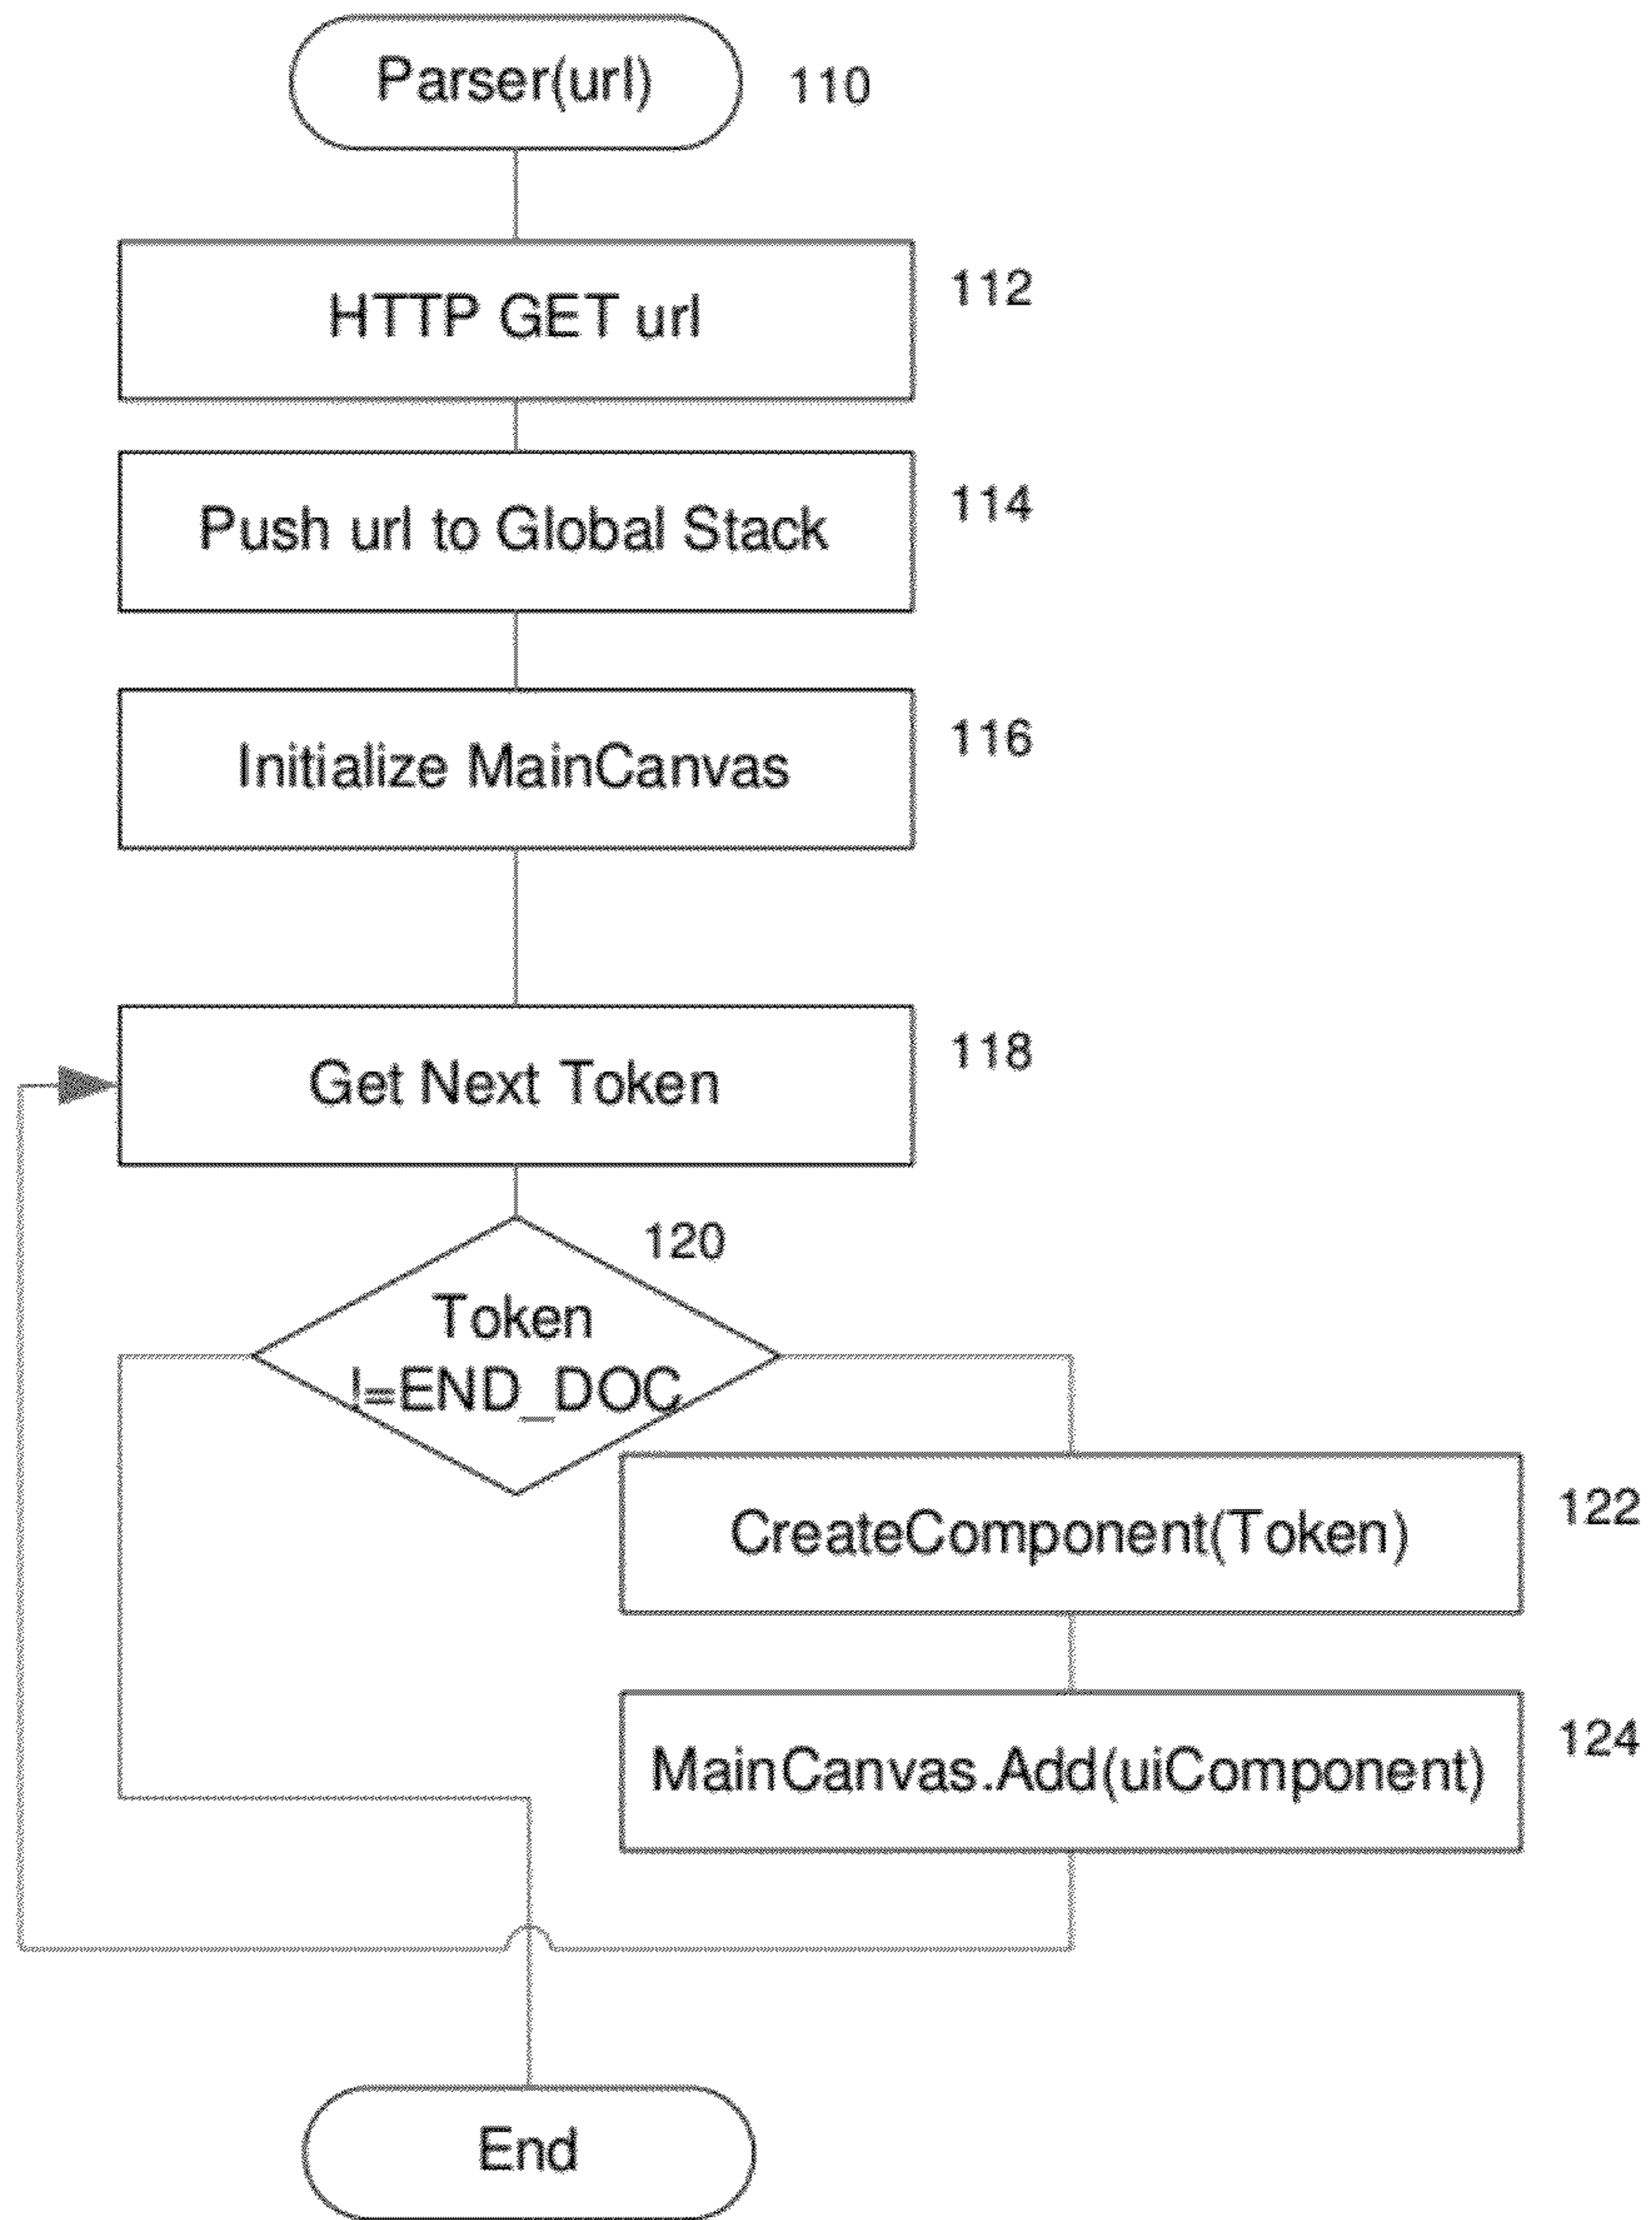 Parser(url)
110
HTTP GET url
112
Push url to Global Stack
114
Initialize MainCanvas
116
Get Next Token
118
120
Token
!=END_DOC
CreateComponent(Token)
122
MainCanvas.Add(uiComponent)
124
End